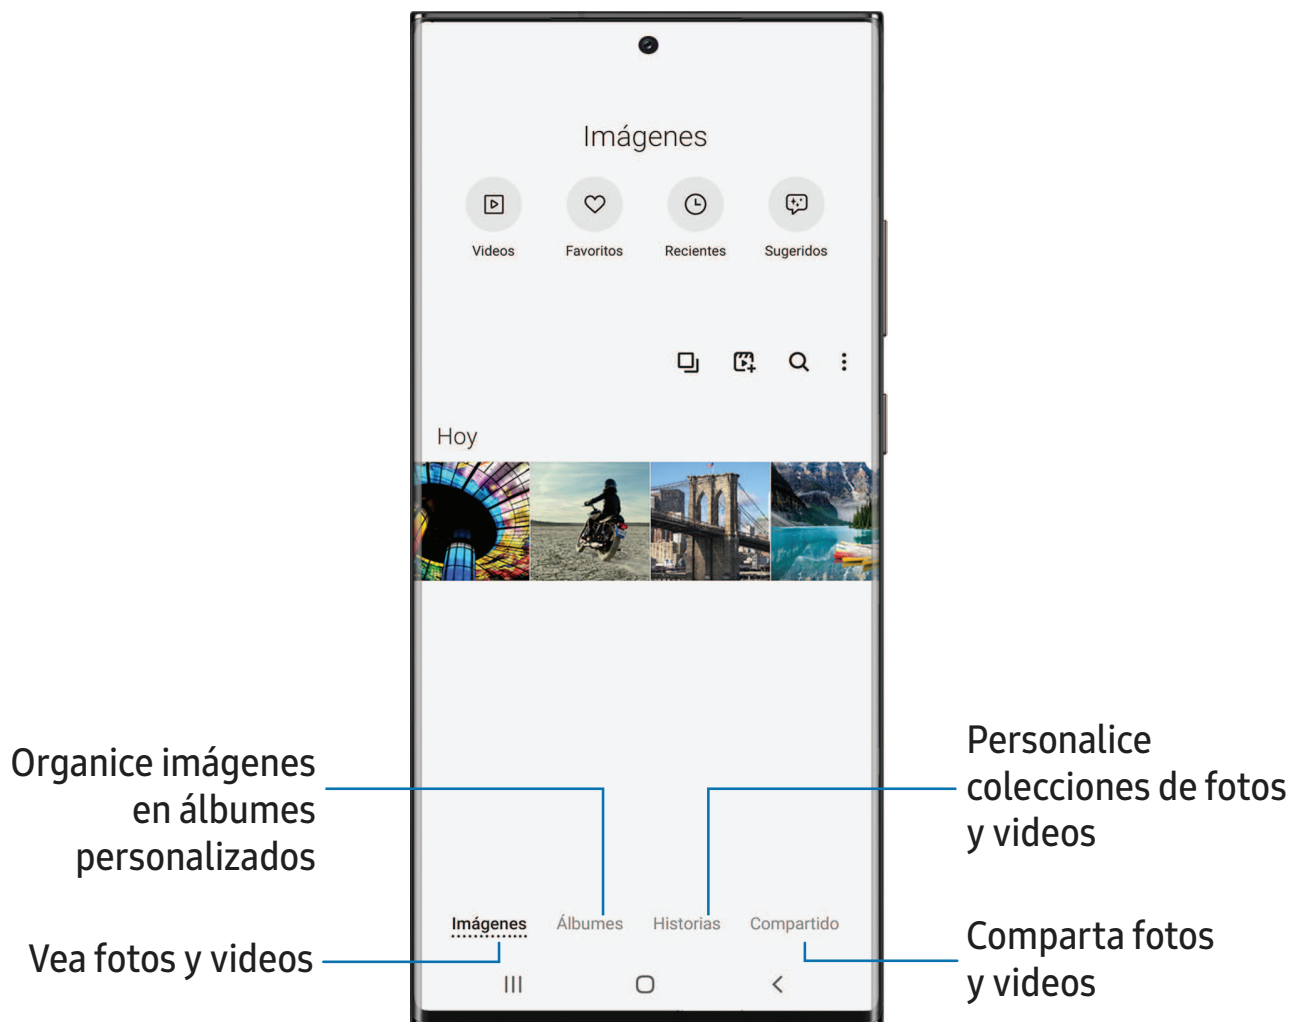 Imágenes
Videos
Favoritos
Recientes
Sugeridos
Hoy
Organice imágenes
en álbumes
personalizados
Personalice
colecciones de fotos
y videos
Imágenes
Álbumes
Historias
Compartido
Vea fotos y videos
Comparta fotos
y videos